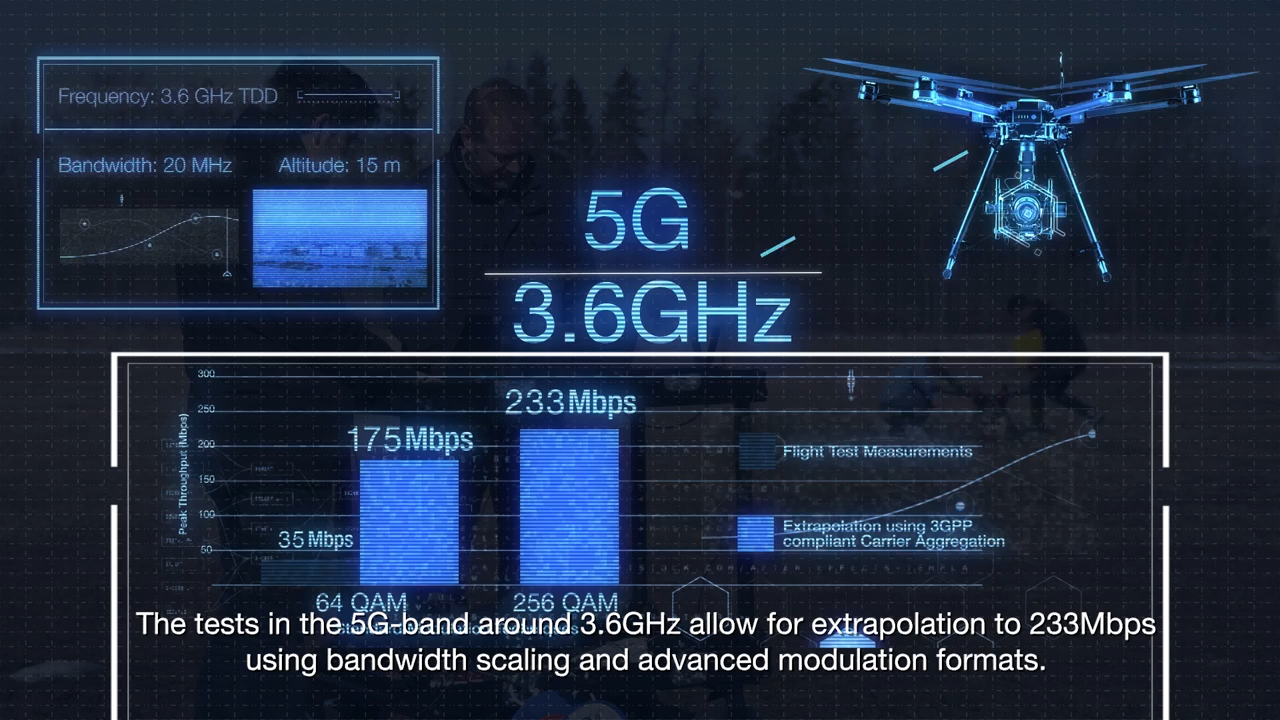 Frequency: 3.6 GHz TDD
Bandwidth: 20 MHz
Altitude: 15 m
5G
3.6GHz
300
250
200
150
100
50
Peak Throughput (Mbps)
35 Mbps
175 Mbps
233 Mbps
64 QAM
256 QAM
Flight Test Measurements
Extrapolation using 3GPP
compliant Carrier Aggregation
The tests in the 5G-band around 3.6GHz allow for extrapolation to 233Mbps
using bandwidth scaling and advanced modulation formats.